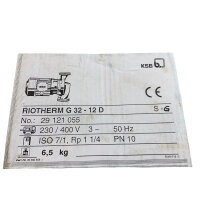 KSB
RIOTHERM G 32 - 12 D
S - G
No.: 29 121 055
230 / 400 V 3 ~ 50 Hz
ISO 7/1, Rp 1 1/4 PN 10
6,5 kg